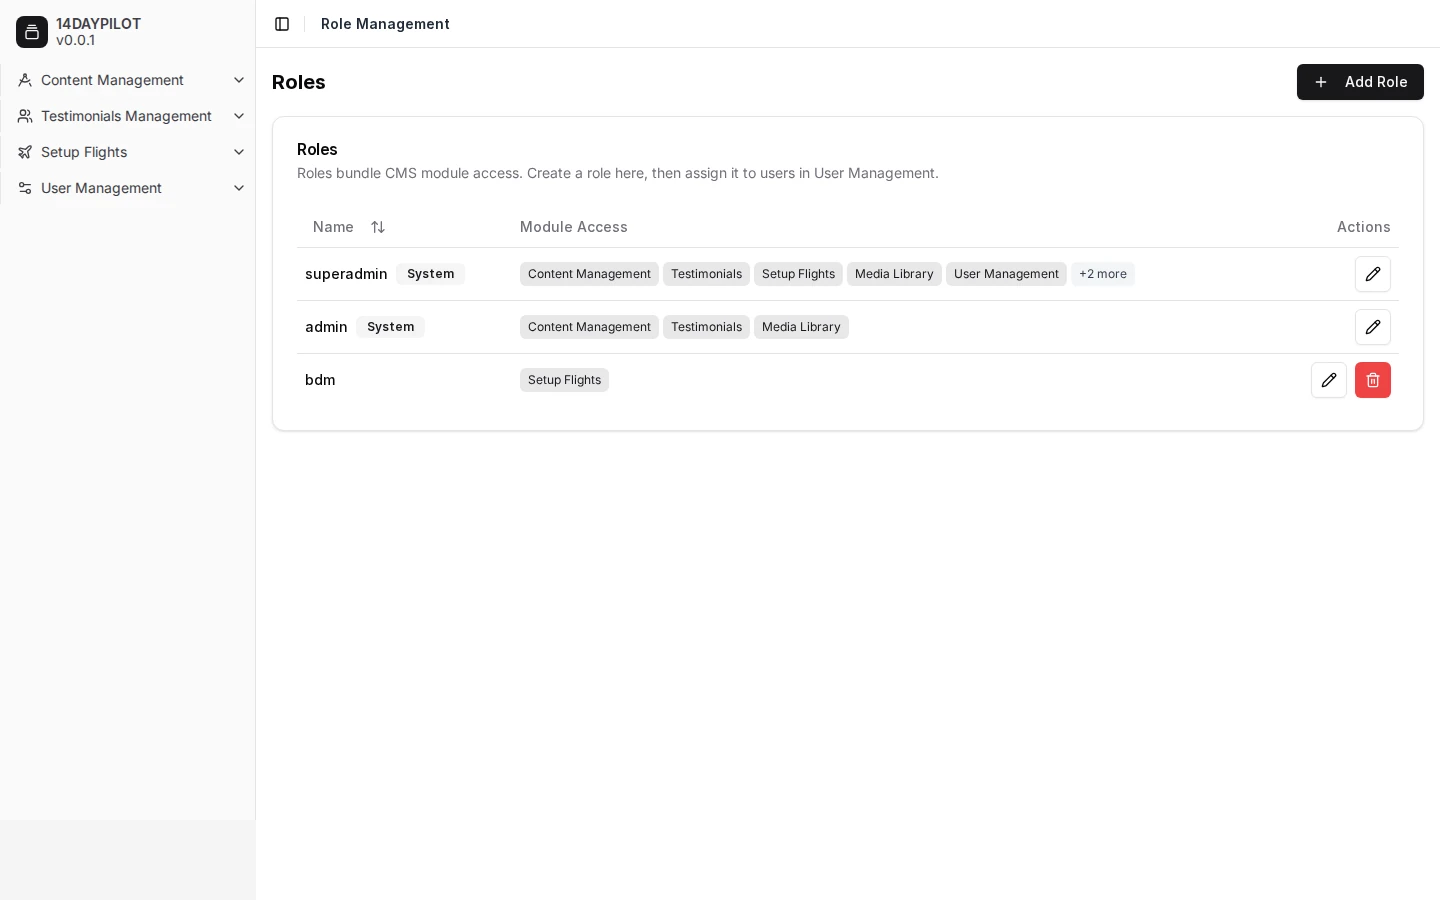 14DAYPILOT
v0.0.1
Content Management
Testimonials Management
Setup Flights
User Management
Role Management
Roles
Add Role
Roles
Roles bundle CMS module access. Create a role here, then assign it to users in User Management.
Name Module Access Actions
superadmin System Content Management Testimonials Setup Flights Media Library User Management +2 more
admin System Content Management Testimonials Media Library
bdm Setup Flights